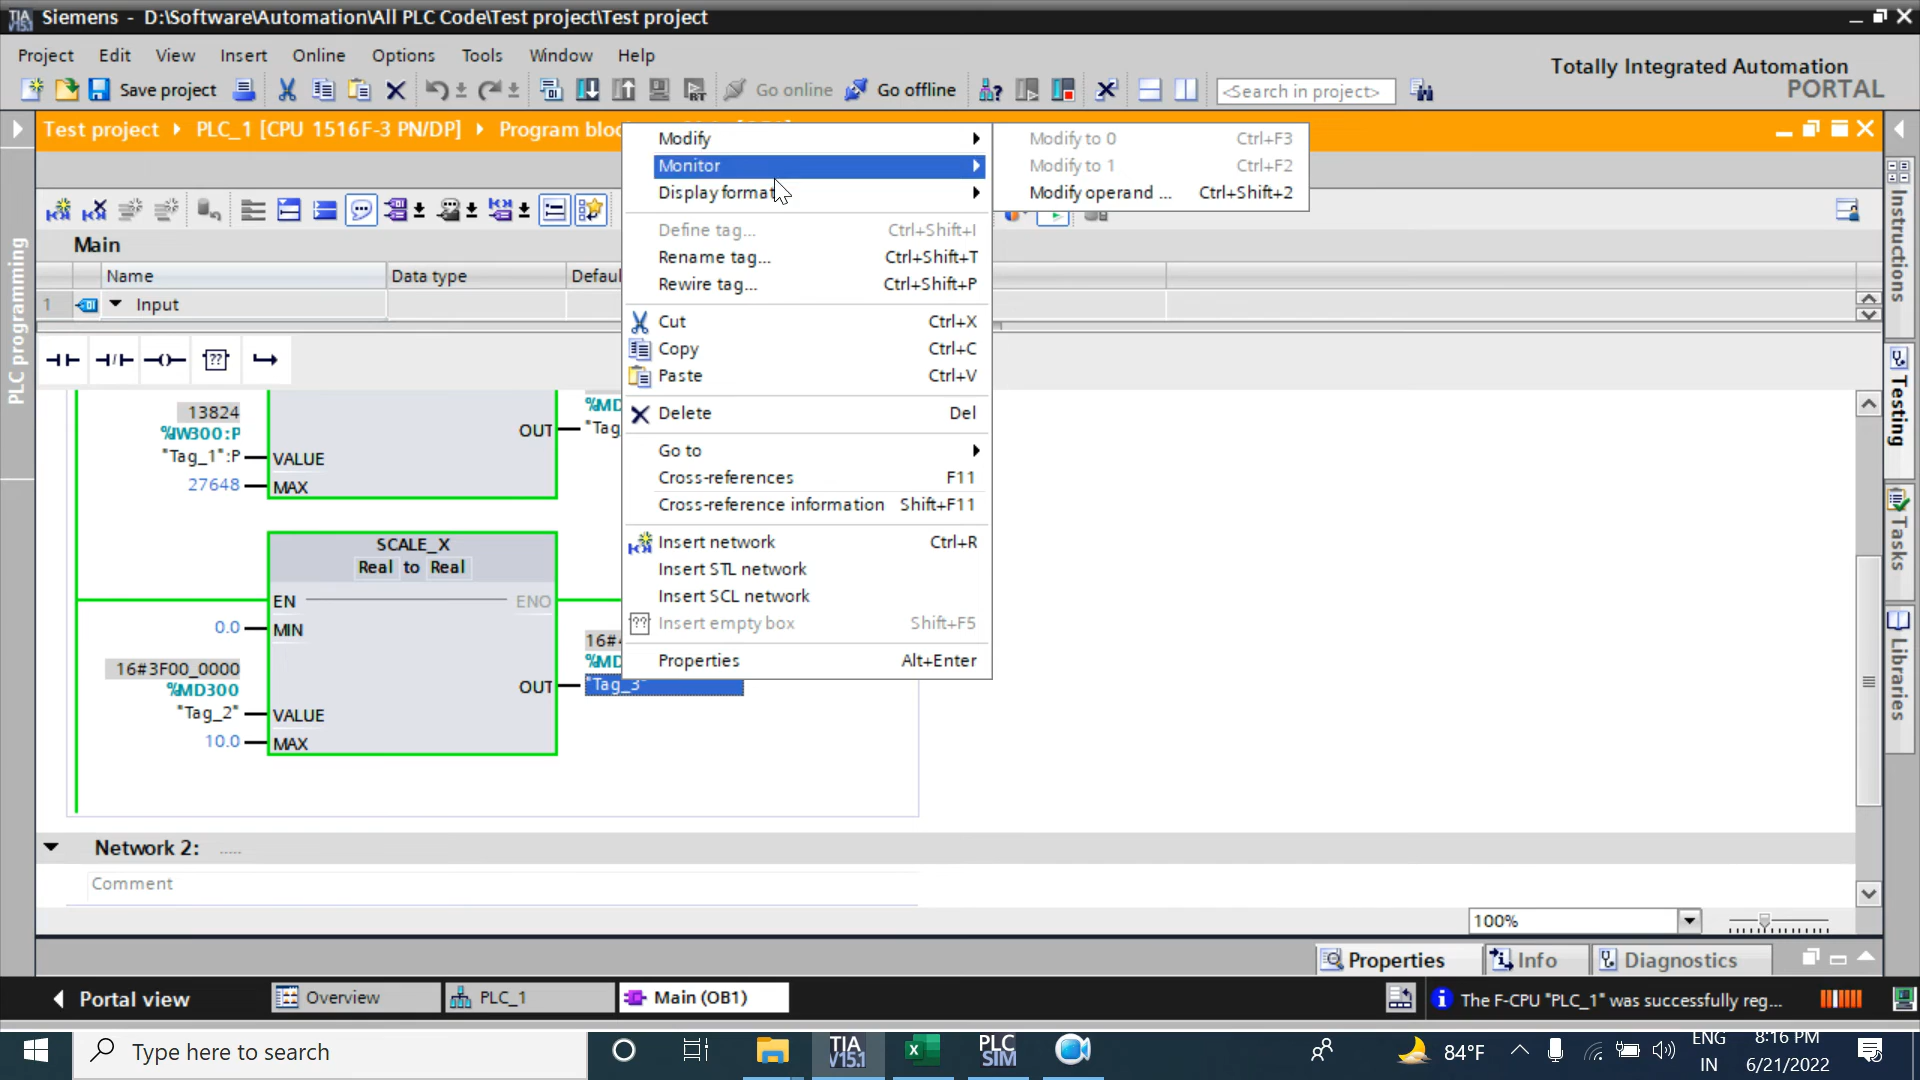 Siemens - D:\Software\Automation\All PLC Code\Test project\Test project
Project Edit View Insert Online Options Tools Window Help
Totally Integrated Automation
PORTAL
Save project
Go online
Go offline
<Search in project>
Test project PLC_1 [CPU 1516F-3 PN/DP] Program
Modify
Monitor
Display format
Modify to 0 Ctrl+F3
Modify to 1 Ctrl+F2
Modify operand ... Ctrl+Shift+2
Define tag... Ctrl+Shift+I
Rename tag... Ctrl+Shift+T
Rewire tag... Ctrl+Shift+P
Cut Ctrl+X
Copy Ctrl+C
Paste Ctrl+V
Delete Del
Go to
Cross-references F11
Cross-reference information Shift+F11
Insert network Ctrl+R
Insert STL network
Insert SCL network
Insert empty box Shift+F5
Properties Alt+Enter
Main
Name Data type
1 Input
PLC programming
13824
%IW300:P
"Tag_1":P
27648
VALUE
MAX
OUT
SCALE_X
Real to Real
EN ENO
0.0 MIN
16#3F00_0000
%MD300
"Tag_2"
VALUE
10.0 MAX
OUT
%MD
"Tag_3"
Network 2: .....
Comment
100%
Instructions
Testing
Tasks
Libraries
Properties Info Diagnostics
Portal view Overview PLC_1 Main (OB1)
The F-CPU "PLC_1" was successfully reg...
Type here to search
TIA
V15.1
PLC
SIM
84°F
ENG
IN
8:16 PM
6/21/2022